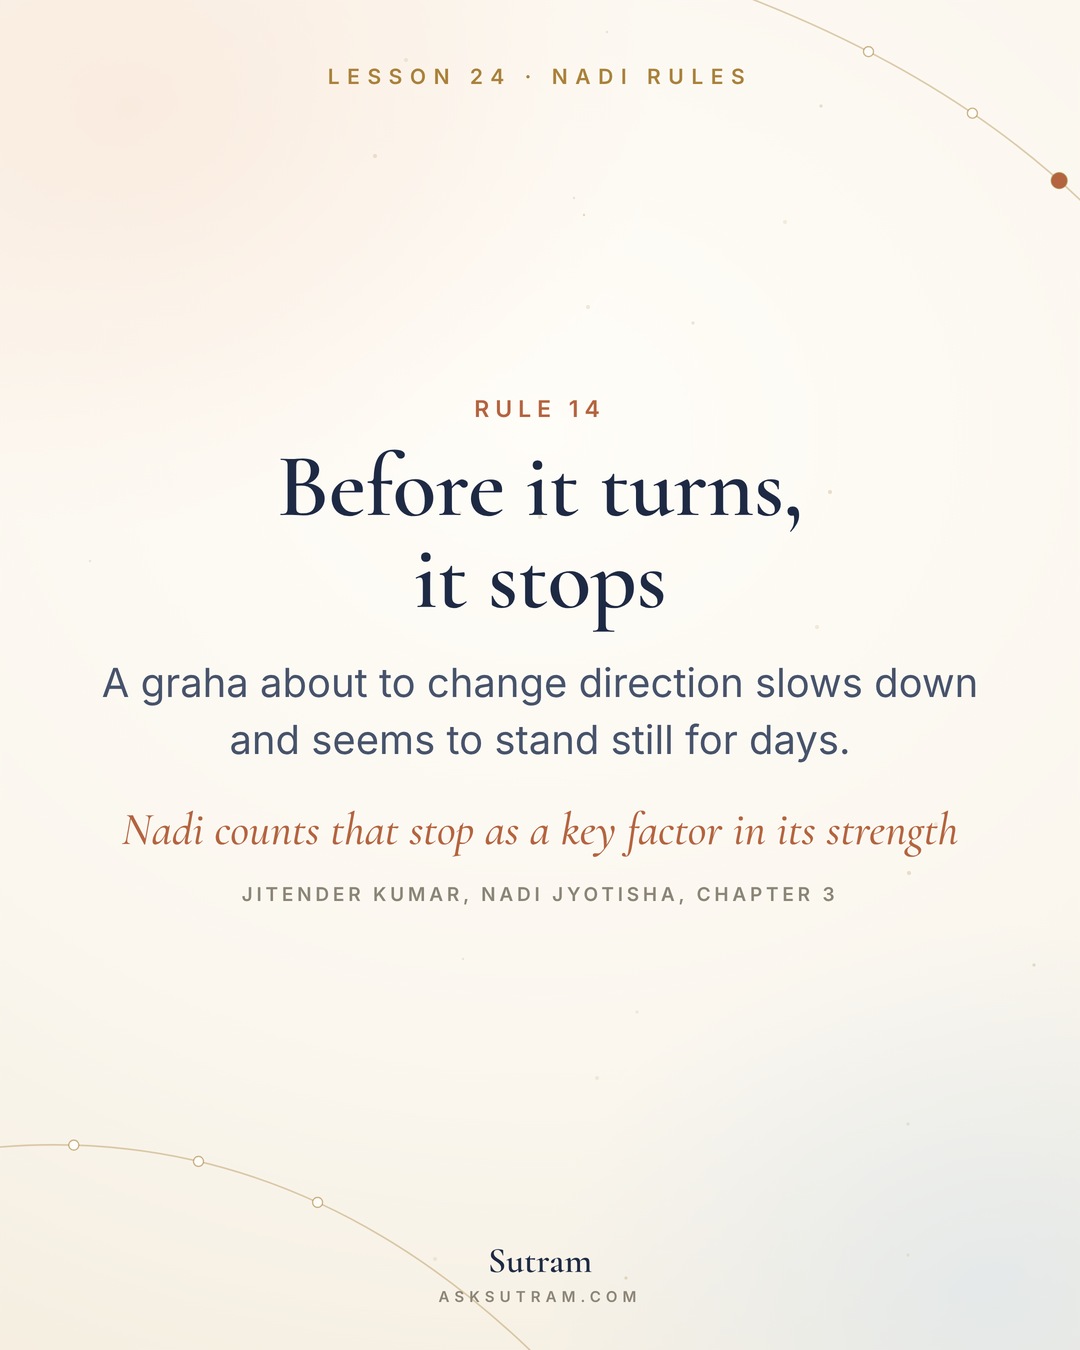 LESSON 24 · NADI RULES
RULE 14
Before it turns,
it stops
A graha about to change direction slows down
and seems to stand still for days.
Nadi counts that stop as a key factor in its strength
JITENDER KUMAR, NADI JYOTISHA, CHAPTER 3
Sutram
ASKSUTRAM.COM